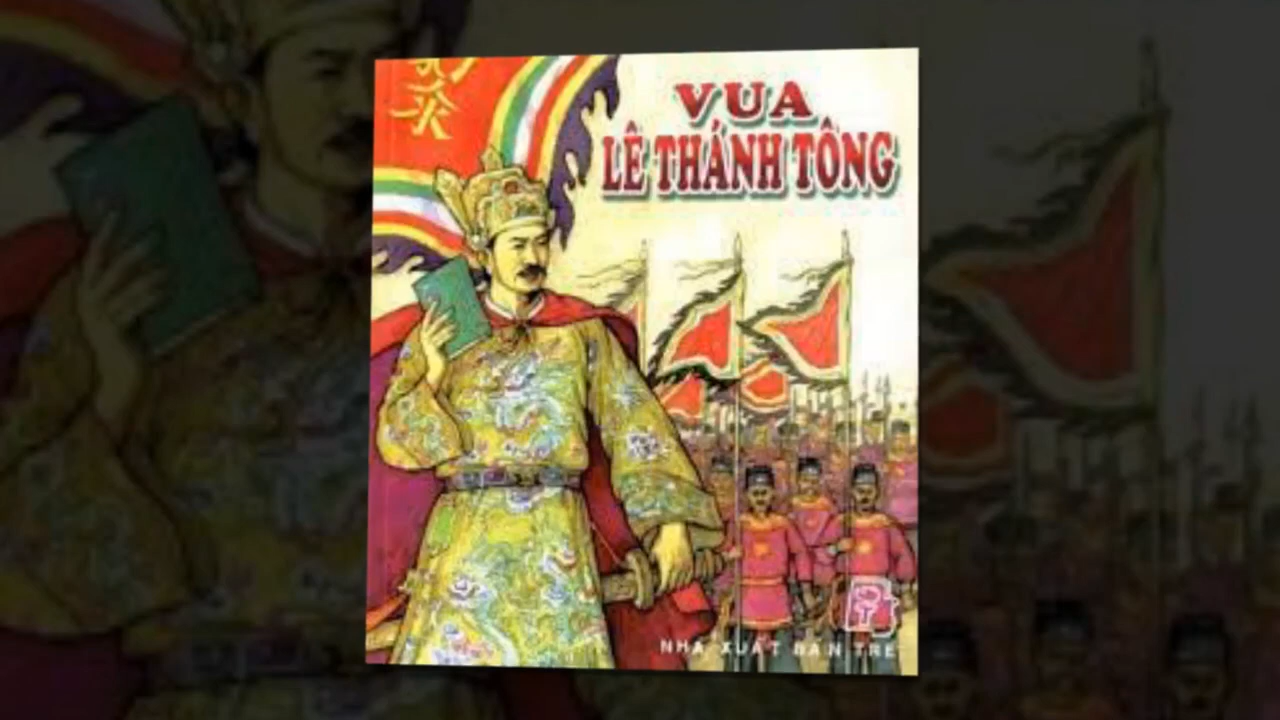 VUA
LÊ THÁNH TÔNG
NHÀ XUẤT BẢN TRẺ